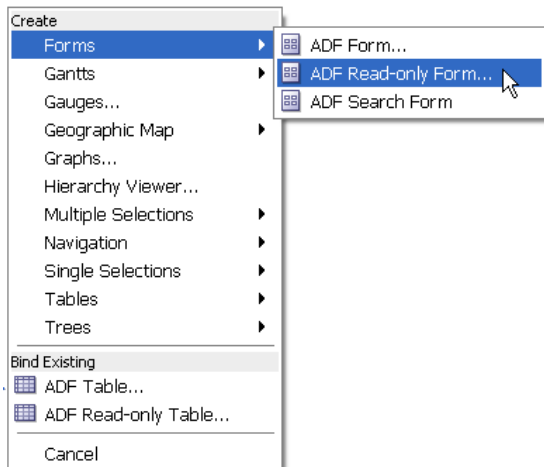 Create
Forms
Gantts
Gauges...
Geographic Map
Graphs...
Hierarchy Viewer...
Multiple Selections
Navigation
Single Selections
Tables
Trees
Bind Existing
ADF Table...
ADF Read-only Table...
Cancel
ADF Form...
ADF Read-only Form...
ADF Search Form